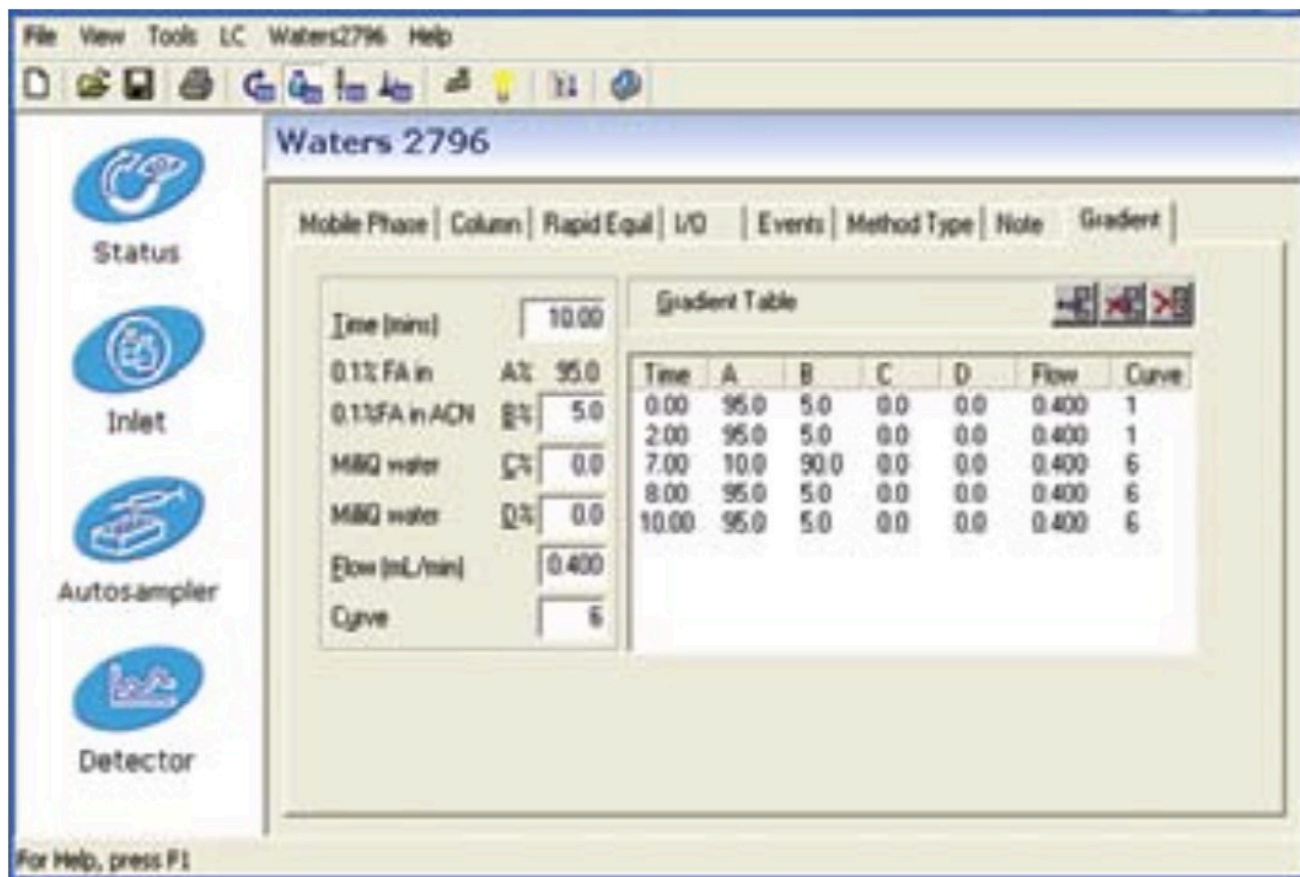 File View Tools LC Waters2796 Help
Waters 2796
Mobile Phase Column Rapid Equil I/O Events Method Type Note Gradient
Status
Inlet
Autosampler
Detector
Time (mins) 10.00
0.1% FA in A% 95.0
0.1%FA in ACN B% 5.0
MilliQ water C% 0.0
MilliQ water D% 0.0
Flow (mL/min) 0.400
Curve 6
Gradient Table
Time A B C D Flow Curve
0.00 95.0 5.0 0.0 0.0 0.400 1
2.00 95.0 5.0 0.0 0.0 0.400 1
7.00 10.0 90.0 0.0 0.0 0.400 6
8.00 95.0 5.0 0.0 0.0 0.400 6
10.00 95.0 5.0 0.0 0.0 0.400 6
For Help, press F1